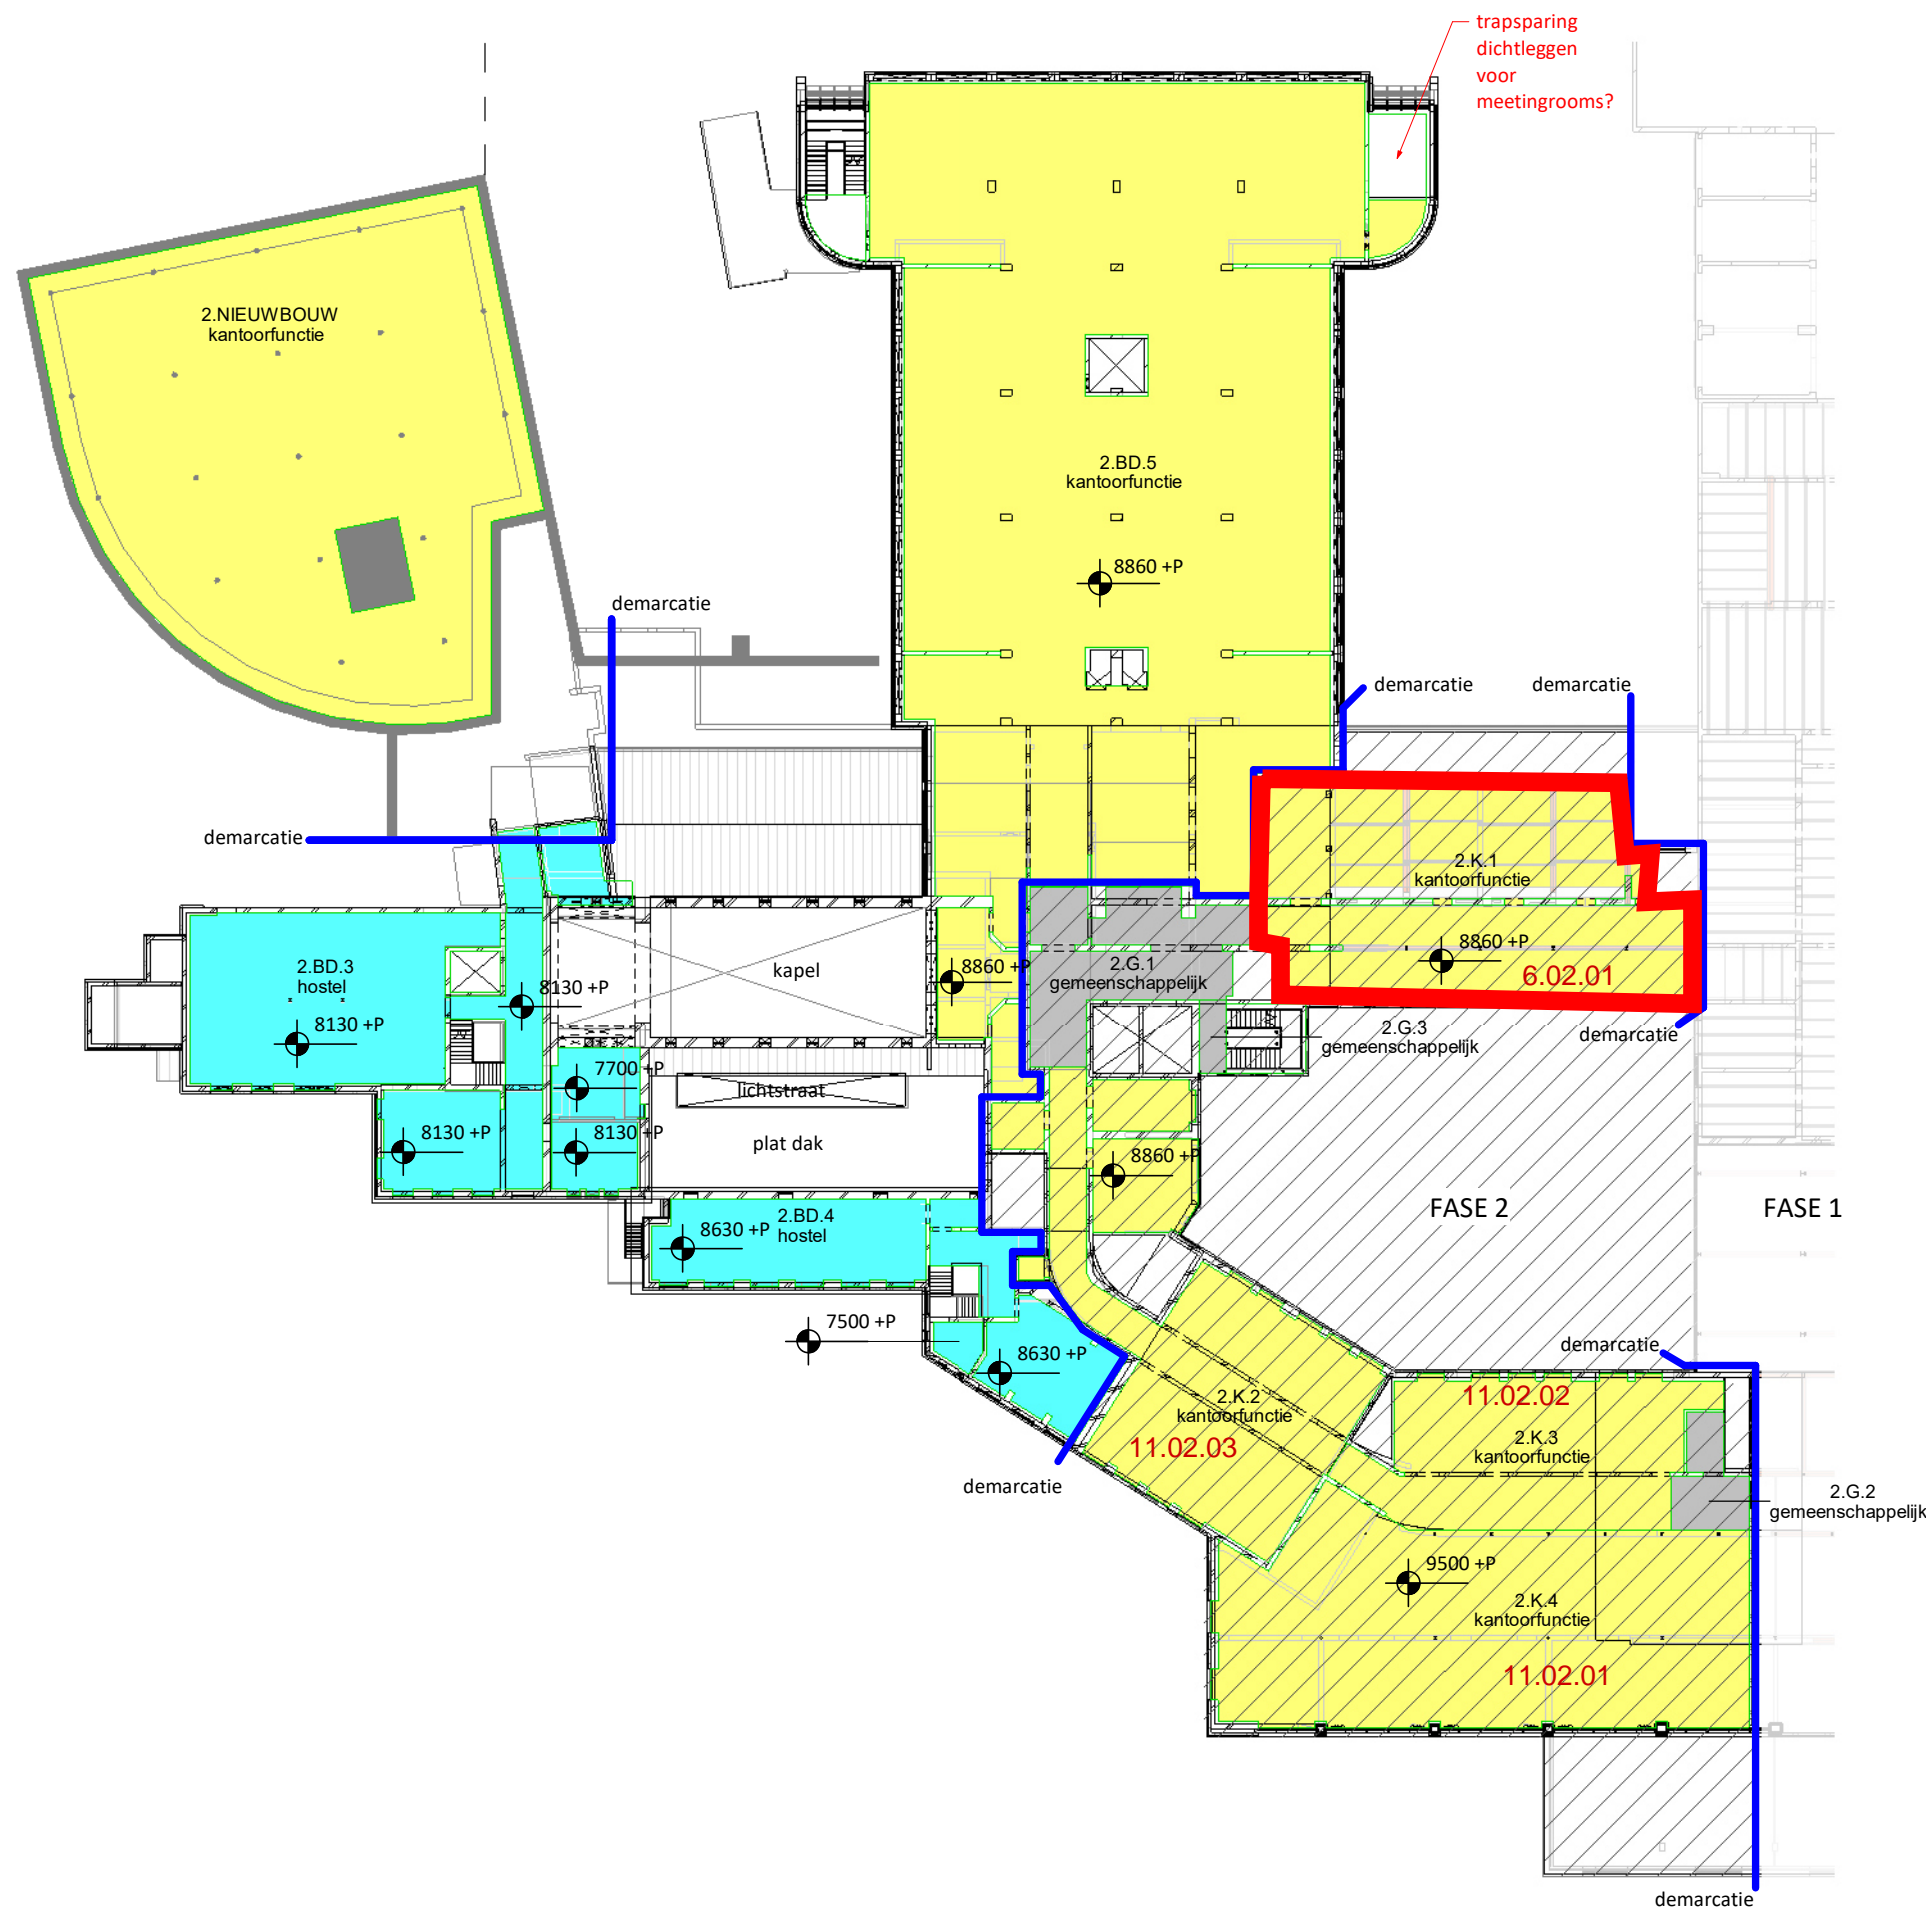 trapsparing
dichtleggen
voor
meetingrooms?
2.NIEUWBOUW
kantoorfunctie
2.BD.5
kantoorfunctie
8860 +P
demarcatie
demarcatie
demarcatie
demarcatie
2.K.1
kantoorfunctie
8860 +P
6.02.01
2.BD.3
hostel
8130 +P
8130 +P
kapel
8860 +P
2.G.1
gemeenschappelijk
2.G.3
gemeenschappelijk
demarcatie
7700 +P
lichtstraat
8130 +P
8130 +P
plat dak
8860 +P
FASE 2
FASE 1
2.BD.4
hostel
8630 +P
7500 +P
8630 +P
demarcatie
2.K.2
kantoorfunctie
11.02.03
11.02.02
2.K.3
kantoorfunctie
demarcatie
2.G.2
gemeenschappelijk
9500 +P
2.K.4
kantoorfunctie
11.02.01
demarcatie